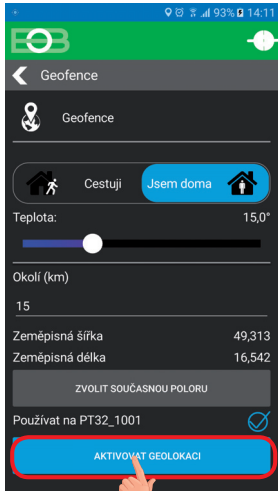 93% 14:11
EOB
Geofence
Geofence
Cestuji Jsem doma
Teplota: 15,0°
Okolí (km)
15
Zeměpisná šířka 49,313
Zeměpisná délka 16,542
ZVOLIT SOUČASNOU POLORU
Používat na PT32_1001
AKTIVOVAT GEOLOKACI